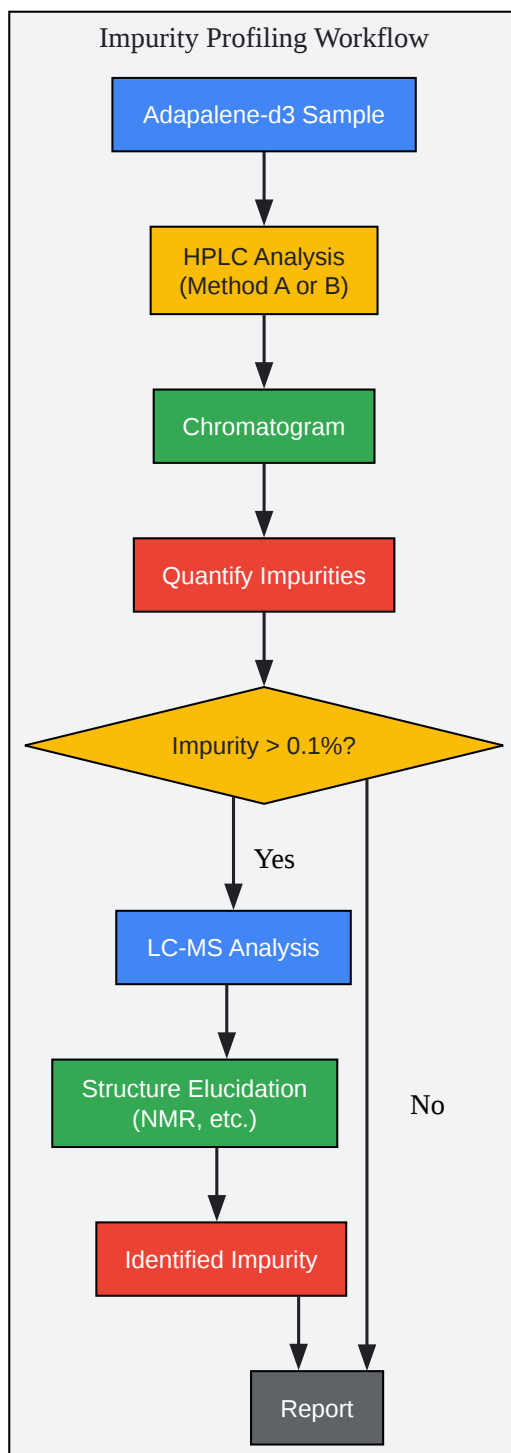 Impurity Profiling Workflow
Adapalene-d3 Sample
HPLC Analysis
(Method A or B)
Chromatogram
Quantify Impurities
Impurity > 0.1%?
Yes
LC-MS Analysis
Structure Elucidation
(NMR, etc.)
No
Identified Impurity
Report